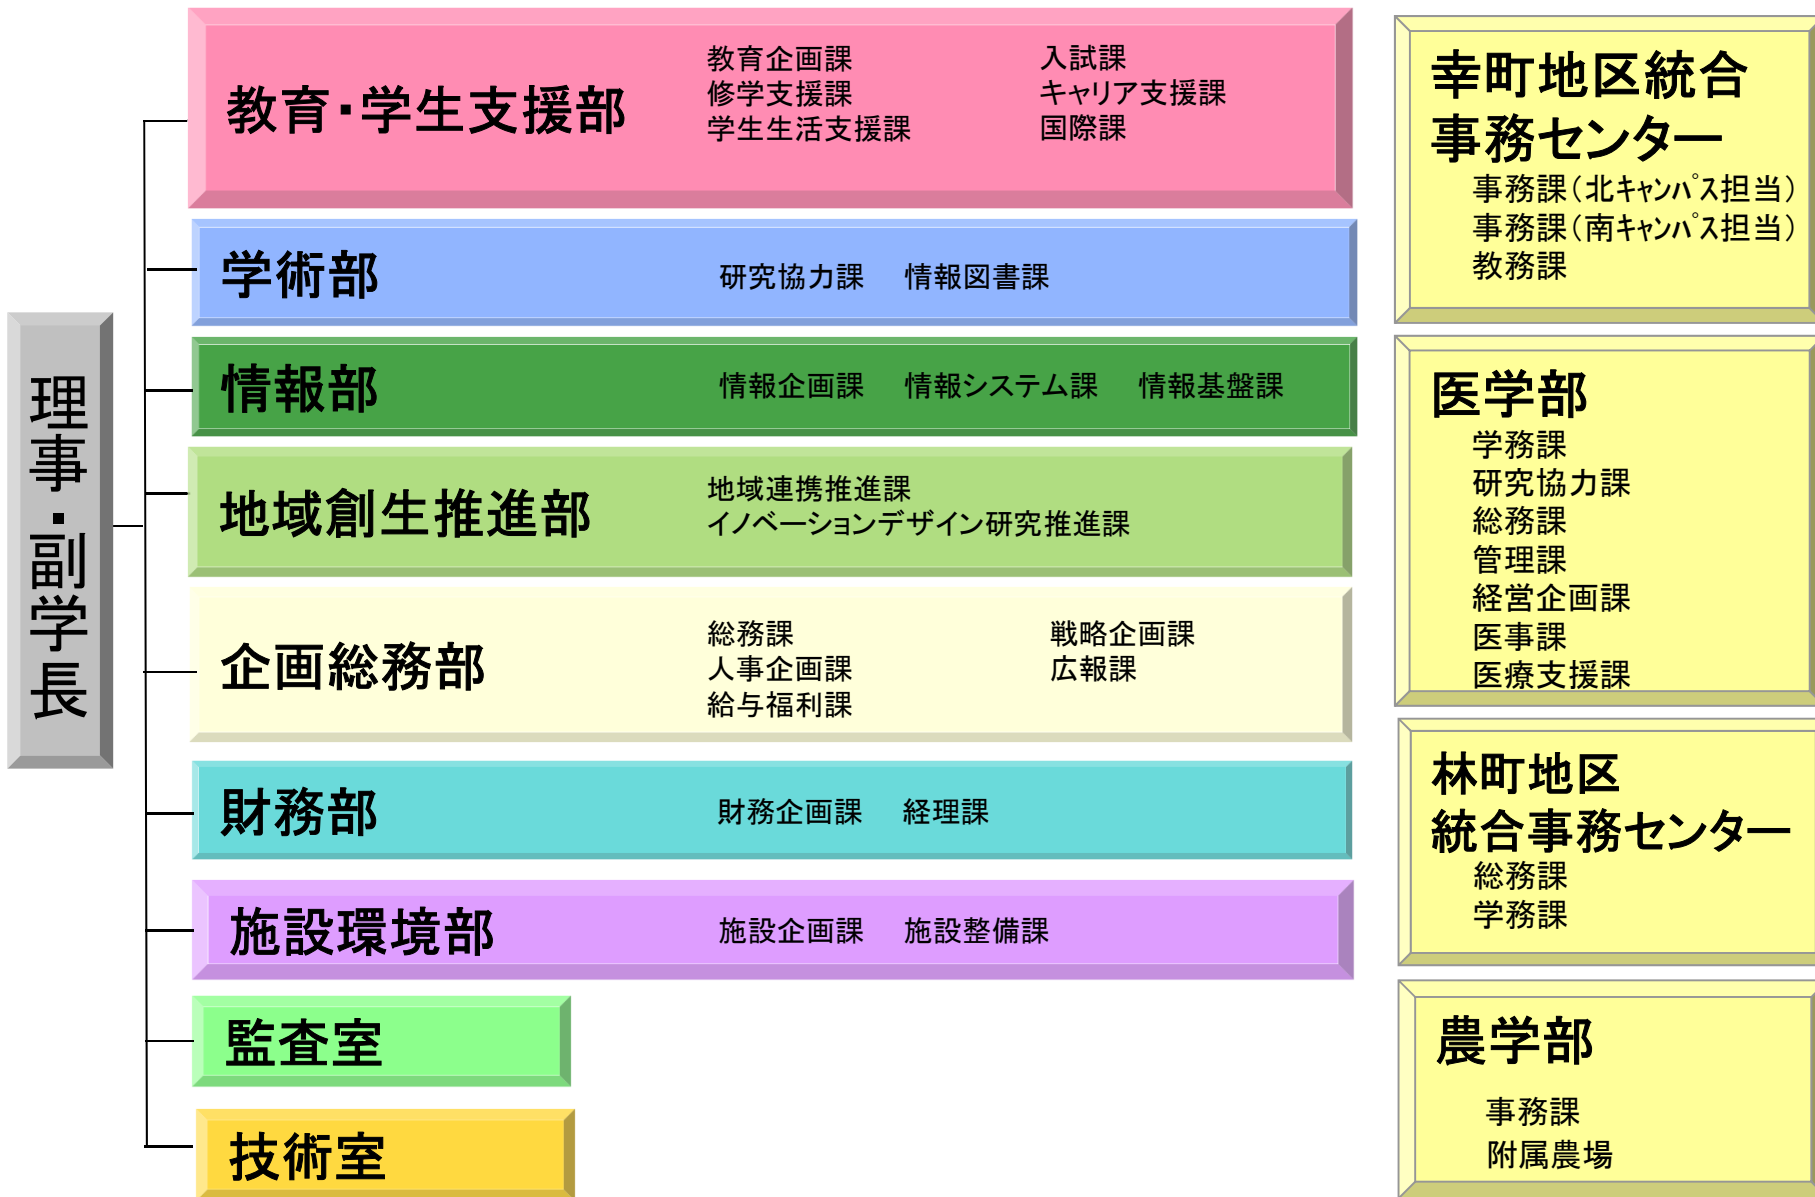 理事・副学長
教育・学生支援部
教育企画課
修学支援課
学生生活支援課
入試課
キャリア支援課
国際課
学術部
研究協力課 情報図書課
情報部
情報企画課 情報システム課 情報基盤課
地域創生推進部
地域連携推進課
イノベーションデザイン研究推進課
企画総務部
総務課
人事企画課
給与福利課
戦略企画課
広報課
財務部
財務企画課 経理課
施設環境部
施設企画課 施設整備課
監査室
技術室
幸町地区統合
事務センター
事務課（北ｷｬﾝﾊﾟｽ担当）
事務課（南ｷｬﾝﾊﾟｽ担当）
教務課
医学部
学務課
研究協力課
総務課
管理課
経営企画課
医事課
医療支援課
林町地区
統合事務センター
総務課
学務課
農学部
事務課
附属農場